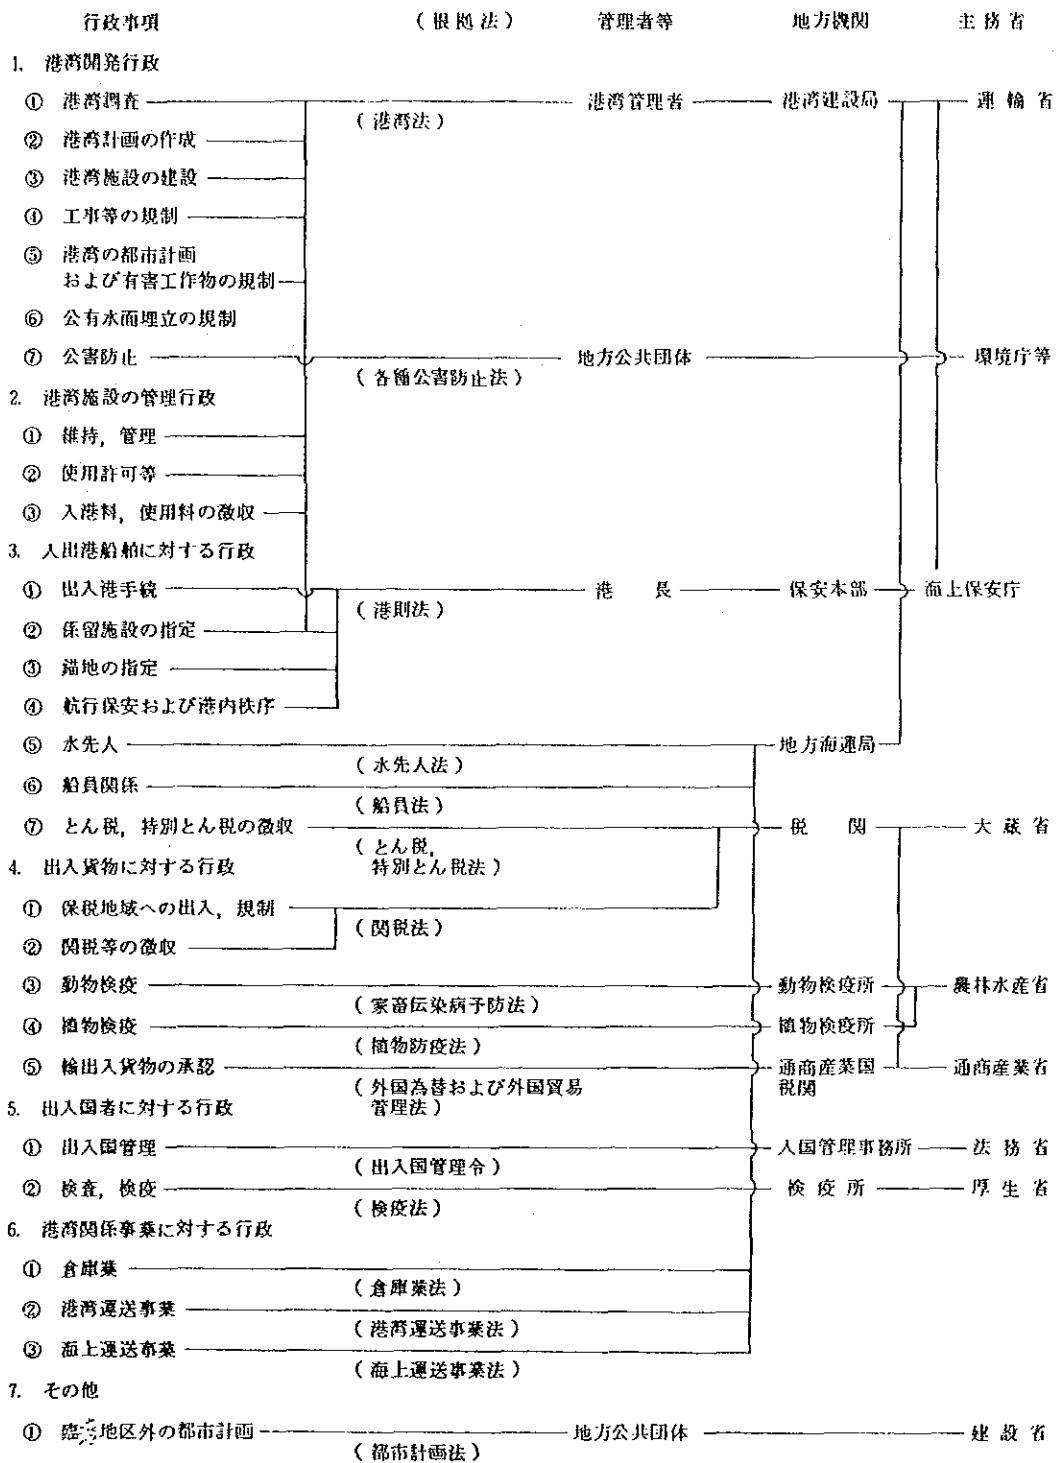 行政事項 (根拠法) 管理者等 地方機関 主務省
1. 港湾開発行政
① 港湾調査 港湾管理者 港湾建設局 運輸省
(港湾法)
② 港湾計画の作成
③ 港湾施設の建設
④ 工事等の規制
⑤ 港湾の都市計画
および有害工作物の規制
⑥ 公有水面埋立の規制
⑦ 公害防止 地方公共団体 環境庁等
(各種公害防止法)
2. 港湾施設の管理行政
① 維持,管理
② 使用許可等
③ 入港料,使用料の徴収
3. 入出港船舶に対する行政
① 出入港手続 港長 保安本部 海上保安庁
(港則法)
② 係留施設の指定
③ 錨地の指定
④ 航行保安および港内秩序
⑤ 水先人 地方海運局
(水先人法)
⑥ 船員関係
(船員法)
⑦ とん税,特別とん税の徴収 税関 大蔵省
(とん税,
特別とん税法)
4. 出入貨物に対する行政
① 保税地域への出入,規制
(関税法)
② 関税等の徴収
③ 動物検疫 動物検疫所 農林水産省
(家畜伝染病予防法)
④ 植物検疫 植物検疫所
(植物防疫法)
⑤ 輸出入貨物の承認 通商産業国 通商産業省
税関
(外国為替および外国貿易
管理法)
5. 出入国者に対する行政
① 出入国管理 入国管理事務所 法務省
(出入国管理令)
② 検査,検疫 検疫所 厚生省
(検疫法)
6. 港湾関係事業に対する行政
① 倉庫業
(倉庫業法)
② 港湾運送事業
(港湾運送事業法)
③ 海上運送事業
(海上運送事業法)
7. その他
① 臨 地区外の都市計画 地方公共団体 建設省
(都市計画法)